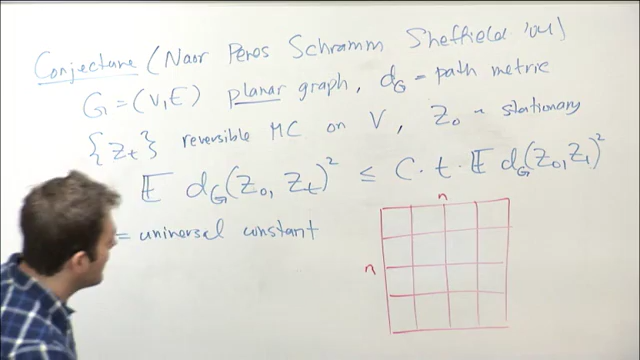 Conjecture (Naor Peres Schramm Sheffield '04)
G = (V,E) planar graph, d_G = path metric
{Z_t} reversible MC on V, Z_0 ~ stationary
𝔼 d_G(Z_0, Z_t)² ≤ C · t · 𝔼 d_G(Z_0, Z_1)²
= universal constant
n
n